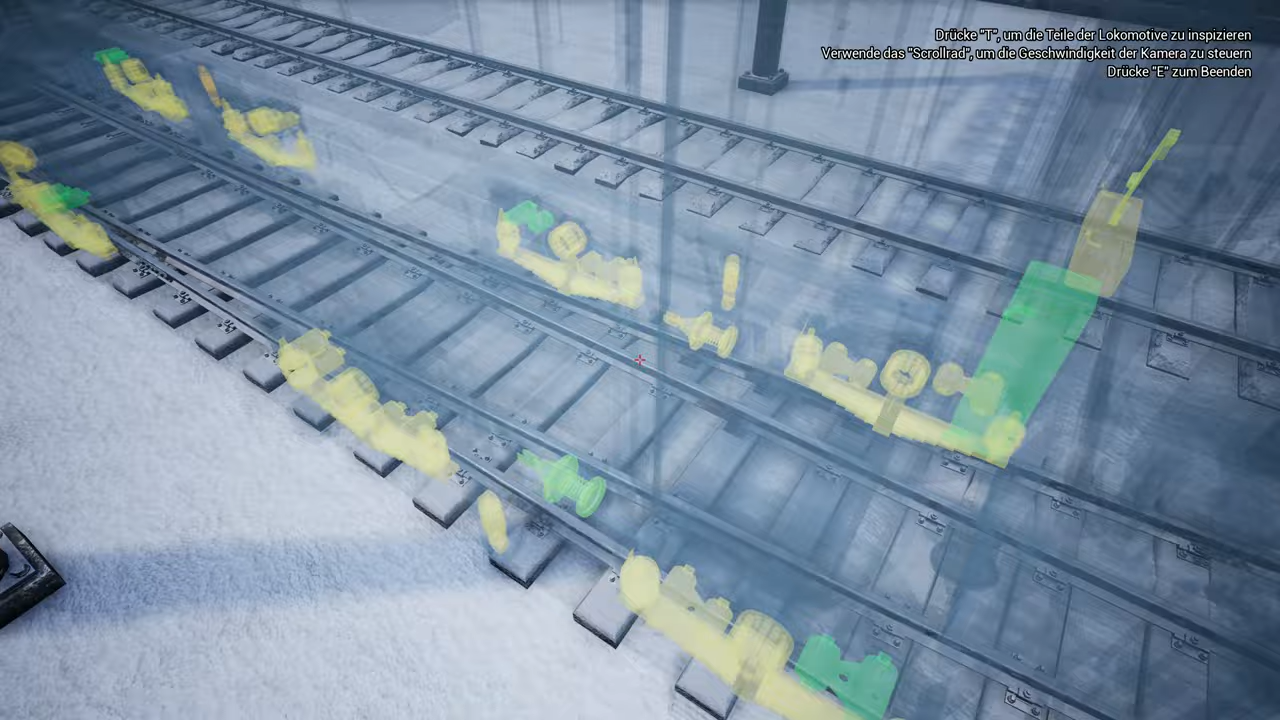 Drücke "T", um die Teile der Lokomotive zu inspizieren
Verwende das "Scrollrad", um die Geschwindigkeit der Kamera zu steuern
Drücke "E" zum Beenden